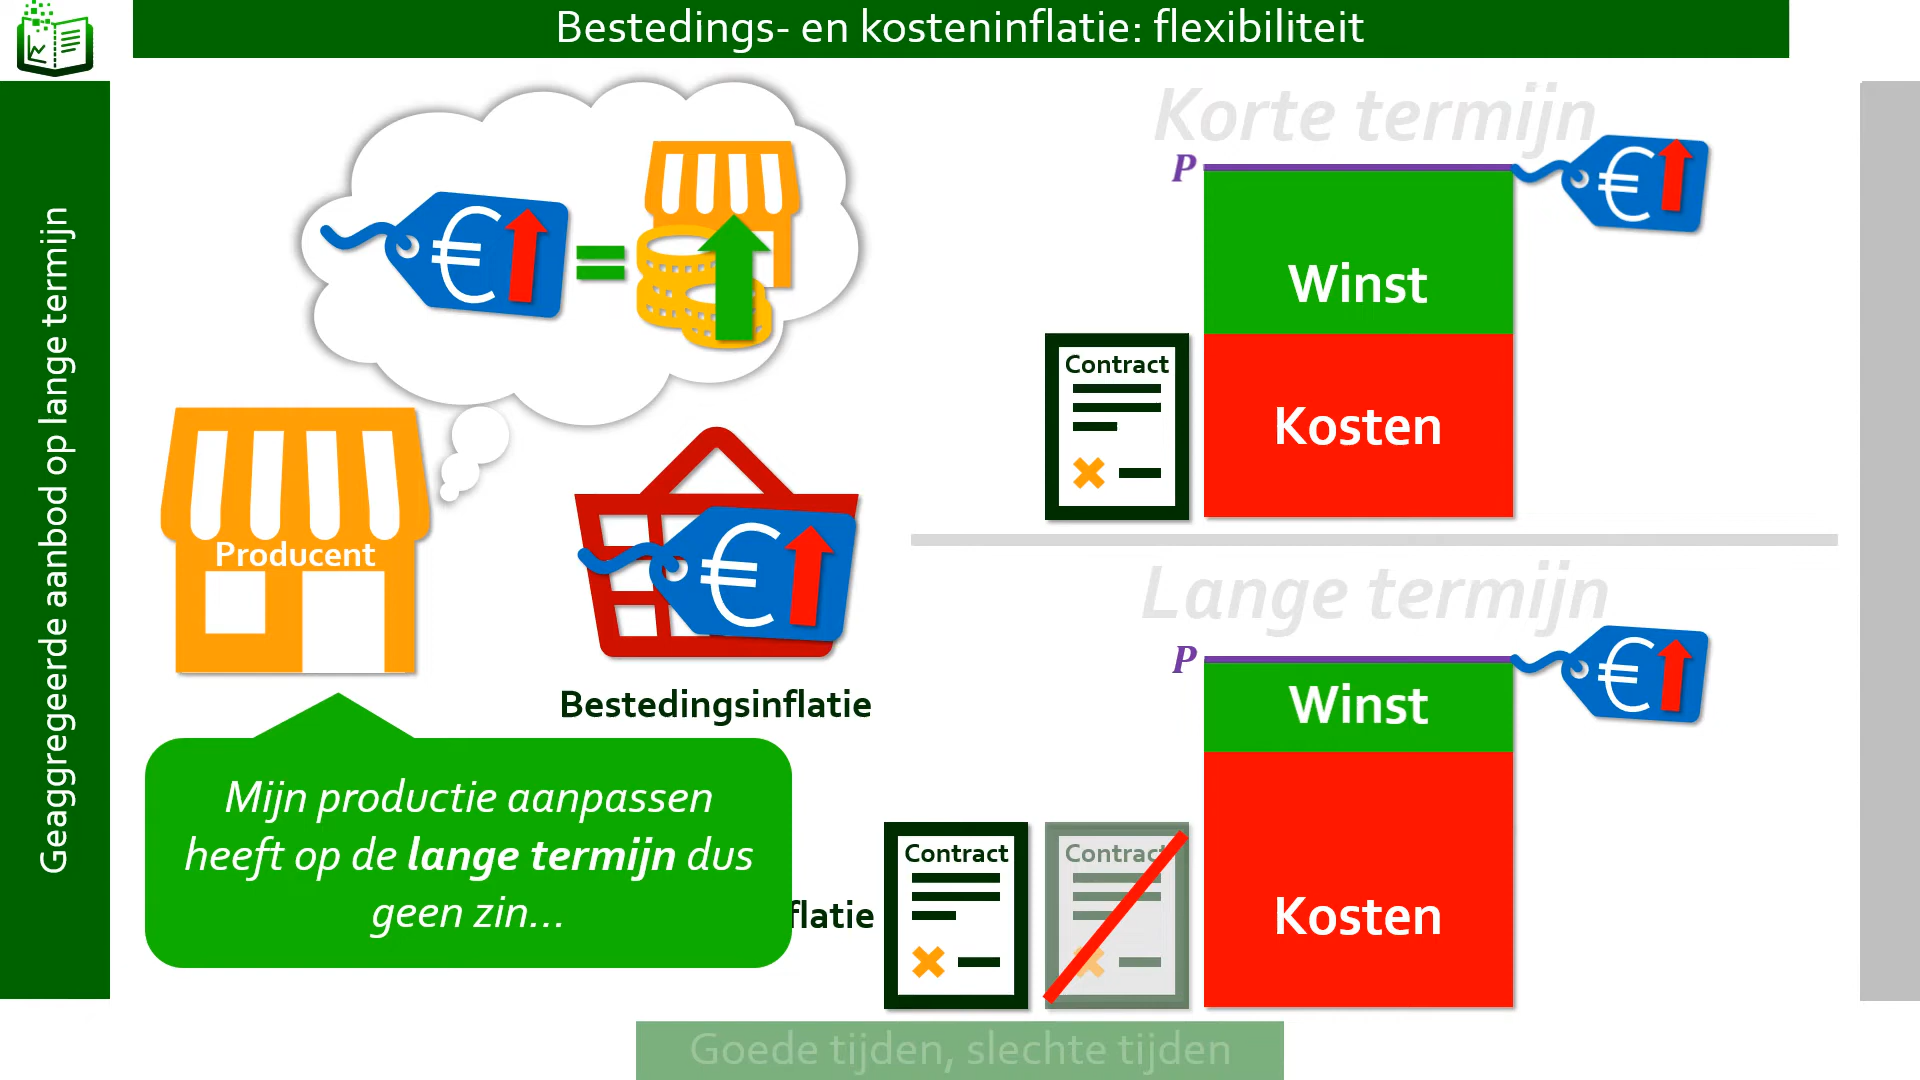 Bestedings- en kosteninflatie: flexibiliteit
Geaggregeerde aanbod op lange termijn
€
=
Producent
€
Bestedingsinflatie
Mijn productie aanpassen
heeft op de lange termijn dus
geen zin...
flatie
Korte termijn
P
€
Winst
Contract
Kosten
Lange termijn
P
€
Winst
Contract
Contract
Kosten
Goede tijden, slechte tijden